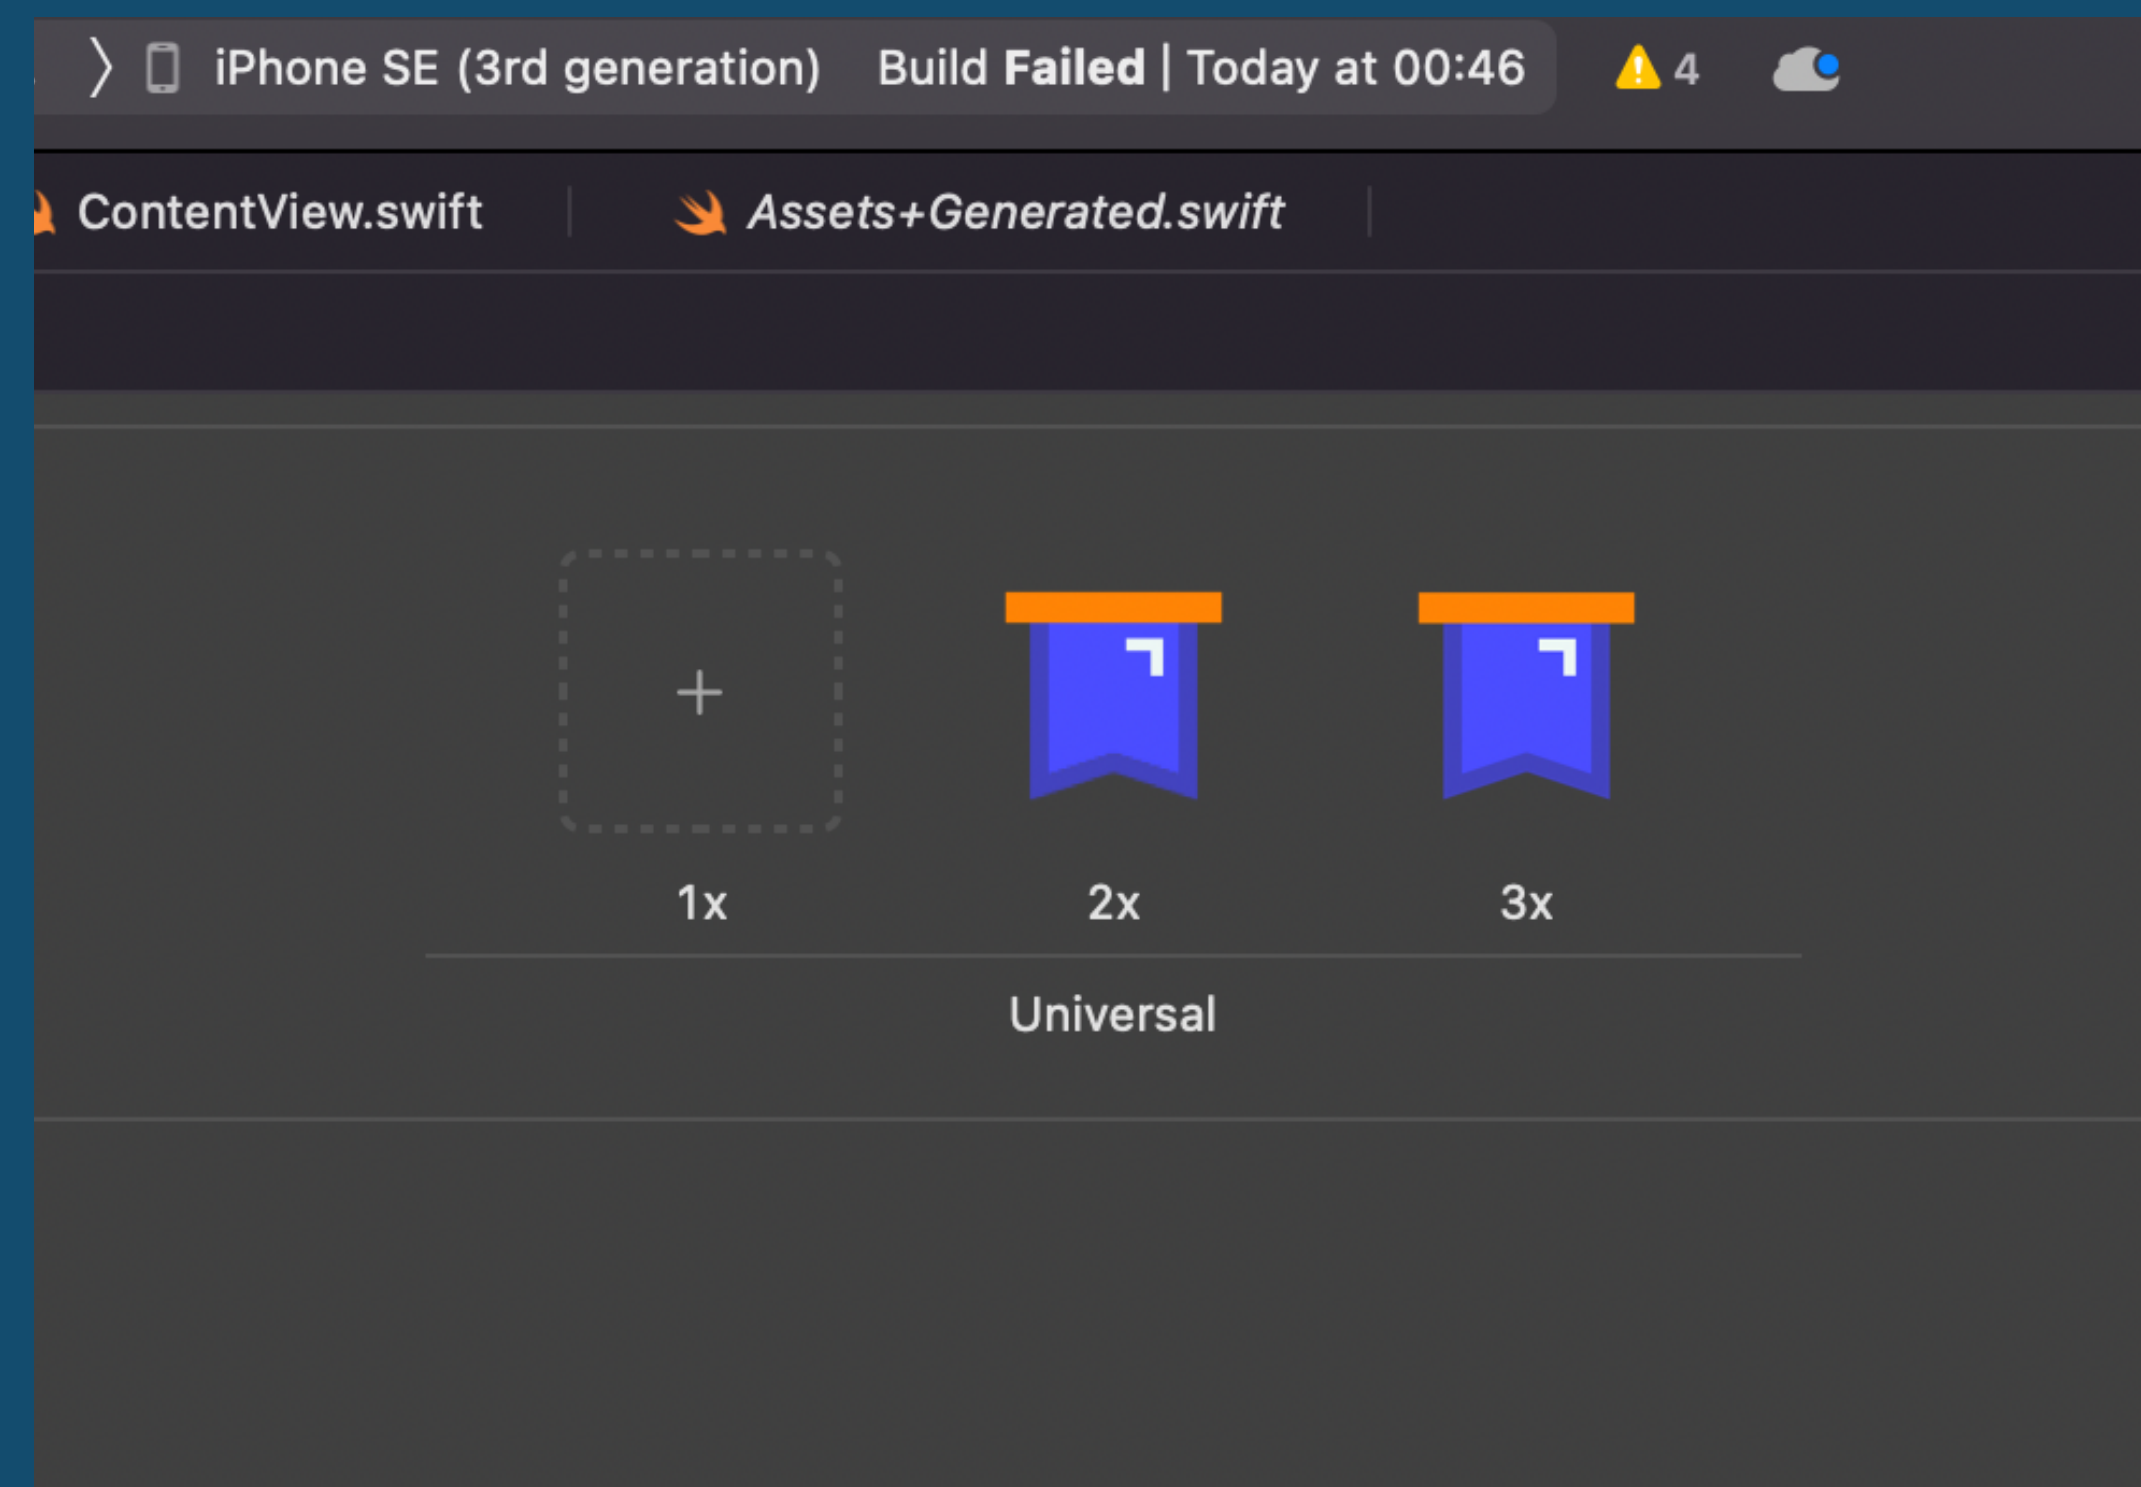 iPhone SE (3rd generation) Build Failed | Today at 00:46 4
ContentView.swift Assets+Generated.swift
1x 2x 3x
Universal